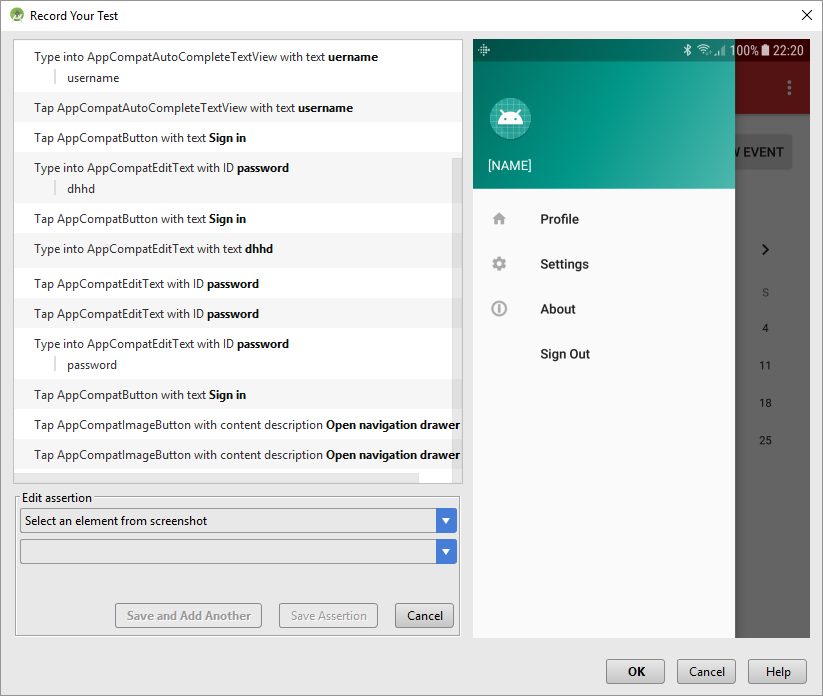 Record Your Test
Type into AppCompatAutoCompleteTextView with text uername
username
Tap AppCompatAutoCompleteTextView with text username
Tap AppCompatButton with text Sign in
Type into AppCompatEditText with ID password
dhhd
Tap AppCompatButton with text Sign in
Type into AppCompatEditText with text dhhd
Tap AppCompatEditText with ID password
Tap AppCompatEditText with ID password
Type into AppCompatEditText with ID password
password
Tap AppCompatButton with text Sign in
Tap AppCompatImageButton with content description Open navigation drawer
Tap AppCompatImageButton with content description Open navigation drawer
Edit assertion
Select an element from screenshot
Save and Add Another
Save Assertion
Cancel
100% 22:20
[NAME]
Profile
Settings
About
Sign Out
EVENT
S
4
11
18
25
OK
Cancel
Help